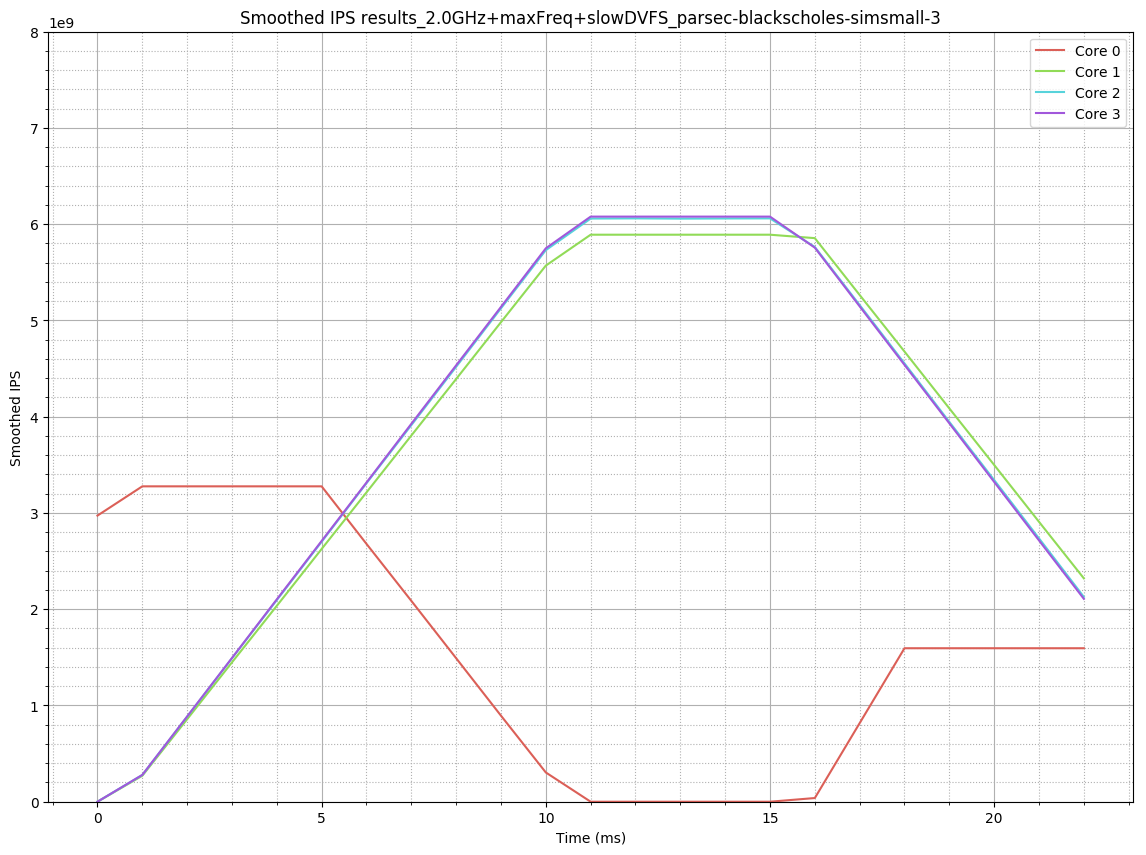 Smoothed IPS results_2.0GHz+maxFreq+slowDVFS_parsec-blackscholes-simsmall-3
1e9
8
7
6
5
4
3
2
1
0
Smoothed IPS
Core 0
Core 1
Core 2
Core 3
0 5 10 15 20
Time (ms)